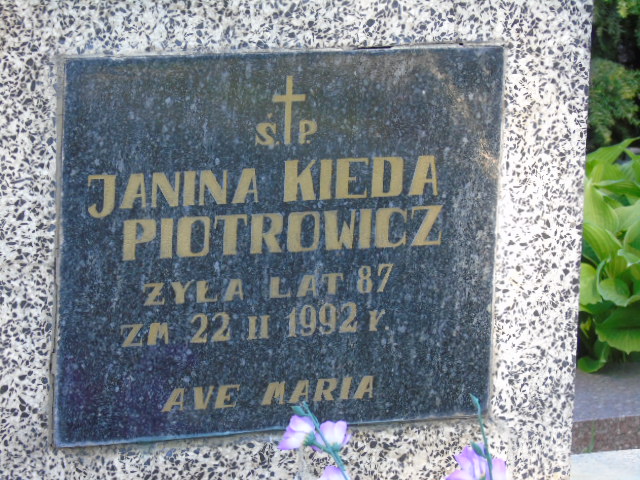 Ś.P.
JANINA KIEDA
PIOTROWICZ
ŻYŁA LAT 87
ZM 22 II 1992 r.
AVE MARIA